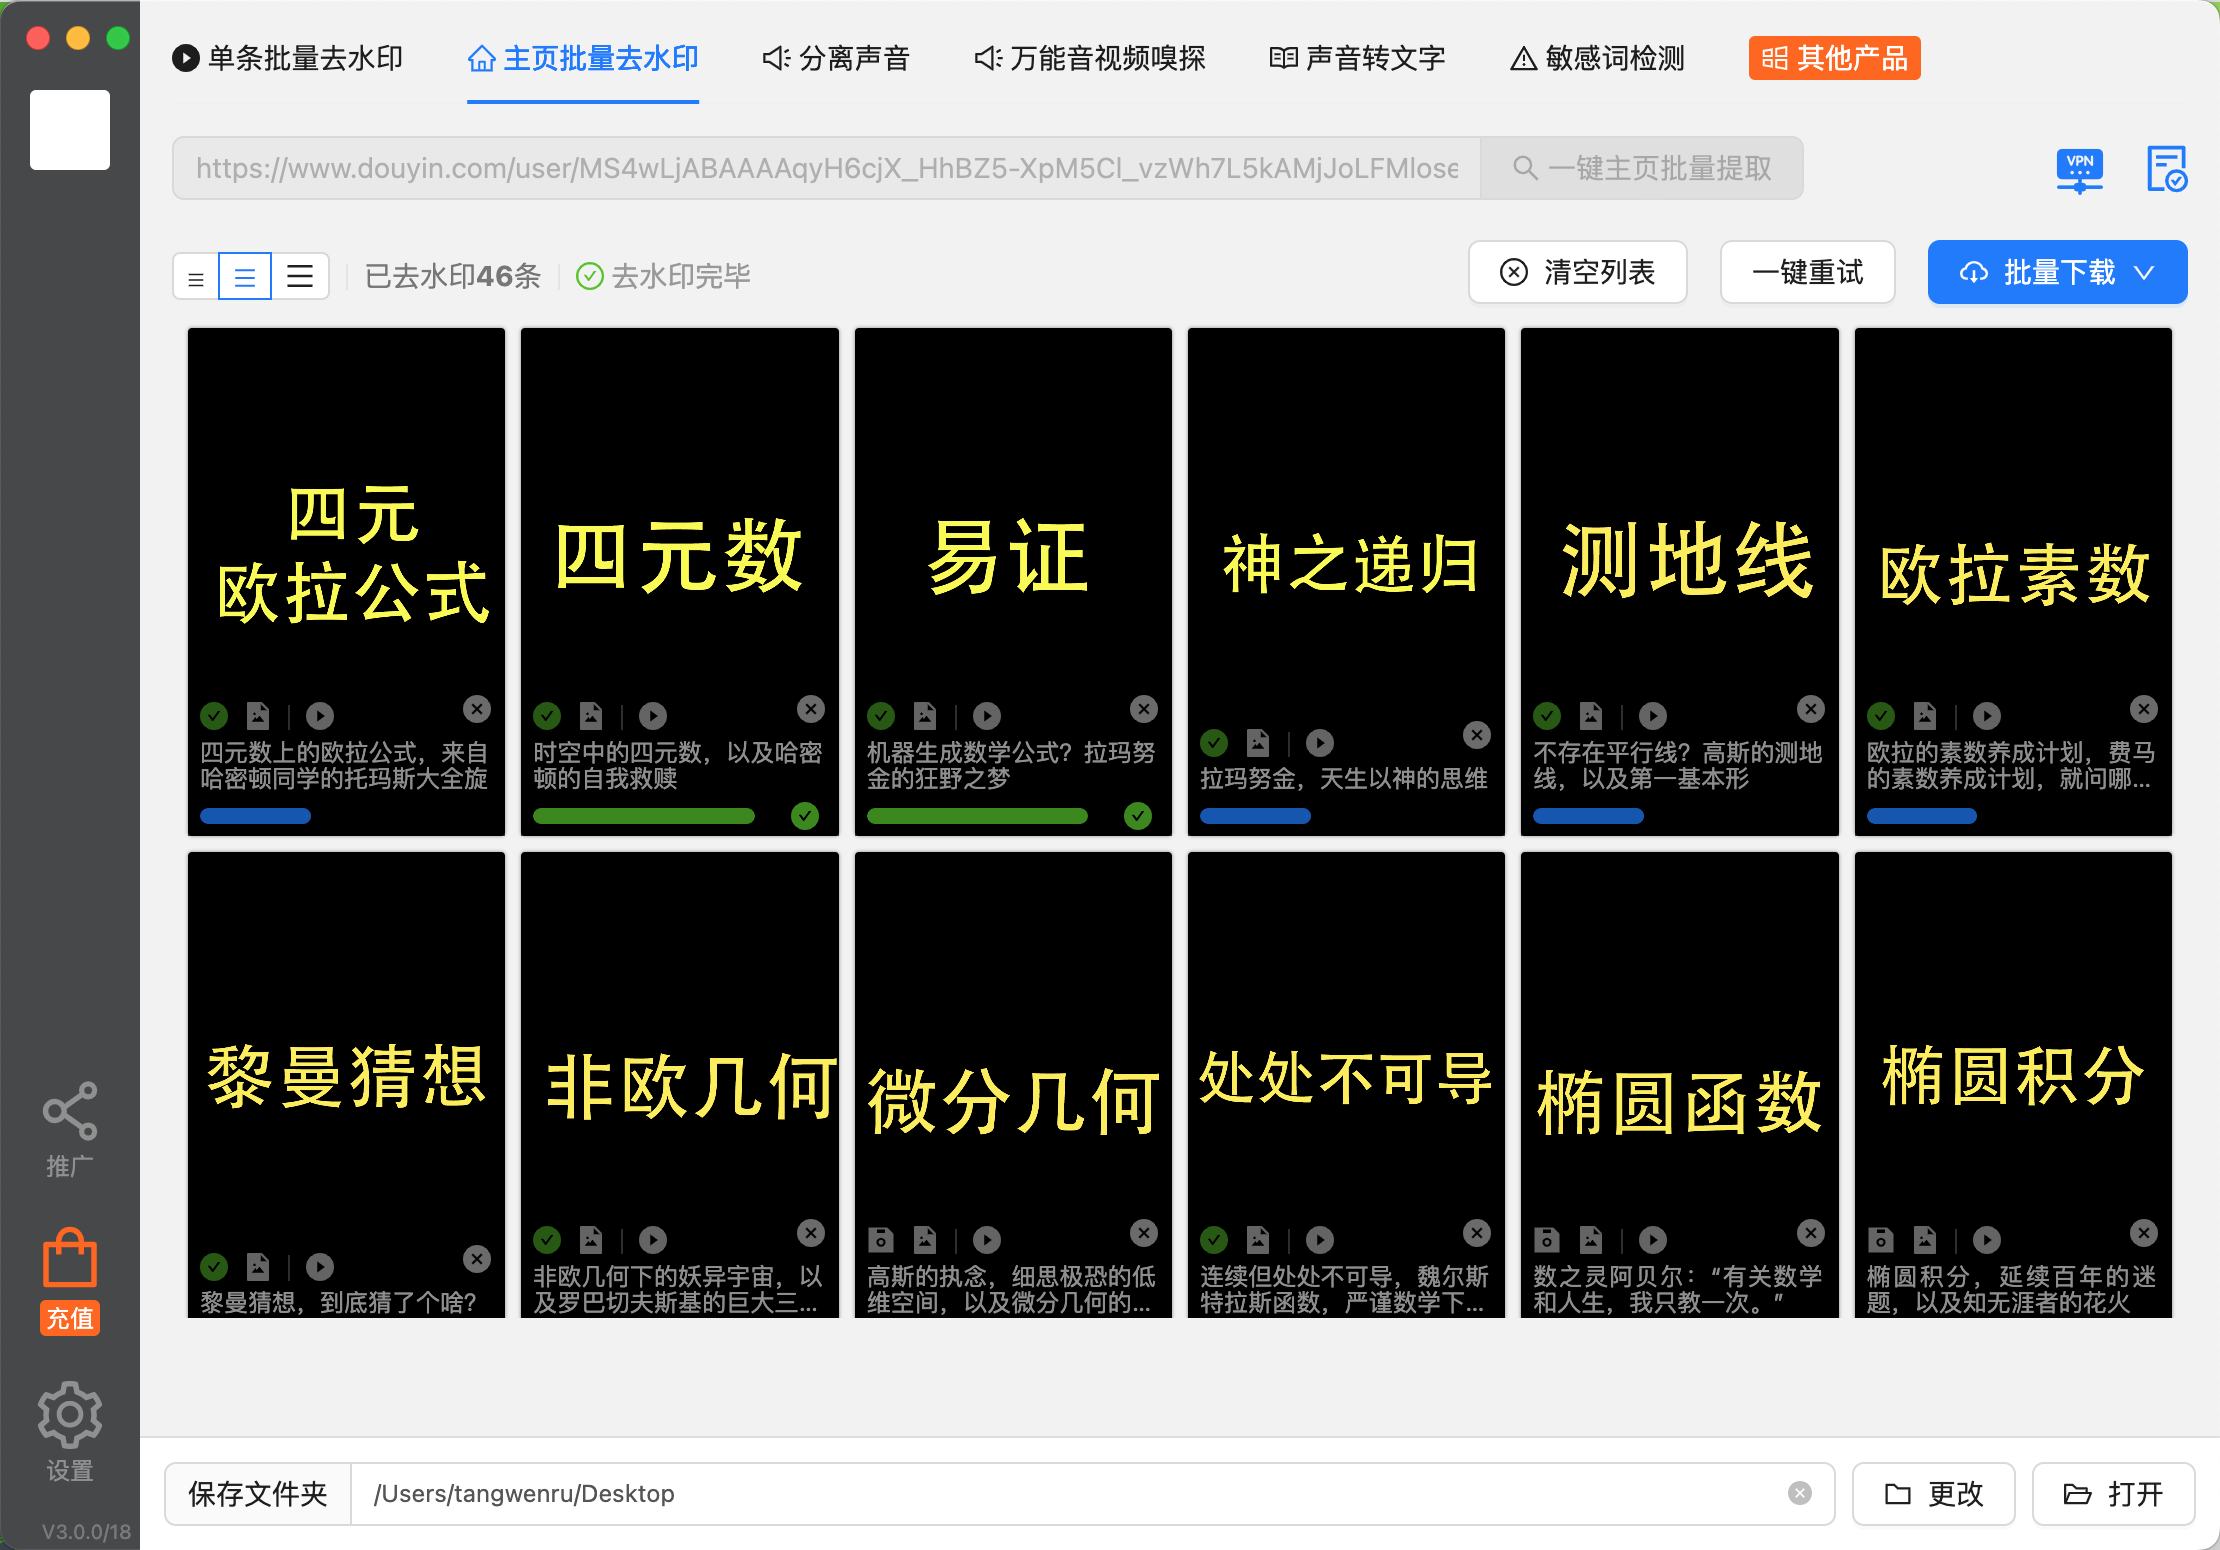 单条批量去水印
主页批量去水印
分离声音
万能音视频嗅探
声音转文字
敏感词检测
其他产品
https://www.douyin.com/user/MS4wLjABAAAAqyH6cjX_HhBZ5-XpM5Cl_vzWh7L5kAMjJoLFMlose
一键主页批量提取
VPN
已去水印46条
去水印完毕
清空列表
一键重试
批量下载
四元
欧拉公式
四元数上的欧拉公式，来自
哈密顿同学的托玛斯大全旋
四元数
时空中的四元数，以及哈密
顿的自我救赎
易证
机器生成数学公式？拉玛努
金的狂野之梦
神之递归
拉玛努金，天生以神的思维
测地线
不存在平行线？高斯的测地
线，以及第一基本形
欧拉素数
欧拉的素数养成计划，费马
的素数养成计划，就问哪...
黎曼猜想
黎曼猜想，到底猜了个啥？
非欧几何
非欧几何下的妖异宇宙，以
及罗巴切夫斯基的巨大三...
微分几何
高斯的执念，细思极恐的低
维空间，以及微分几何的...
处处不可导
连续但处处不可导，魏尔斯
特拉斯函数，严谨数学下...
椭圆函数
数之灵阿贝尔：“有关数学
和人生，我只教一次。”
椭圆积分
椭圆积分，延续百年的迷
题，以及知无涯者的花火
推广
充值
设置
V3.0.0/18
保存文件夹
/Users/tangwenru/Desktop
更改
打开